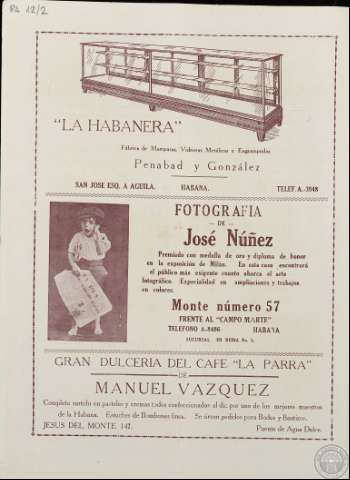 Ra 12/2
"LA HABANERA"
Fábrica de Mamparas, Vidrieras Metálicas y Engrampadas
Penabad y González
SAN JOSE ESQ. A AGUILA. HABANA. TELEF. A-3948
FOTOGRAFIA
— DE —
José Núñez
Premiado con medalla de oro y diploma de honor
en la exposición de Milán. En esta casa encontrará
el público más exigente cuanto abarca el arte
fotográfico. Especialidad en ampliaciones y trabajos
en colores.
Monte número 57
FRENTE AL "CAMPO MARTE"
TELEFONO A-8486 HABANA
SUCURSAL EN REINA No. 5.
GRAN DULCERIA DEL CAFE "LA PARRA"
DE
MANUEL VAZQUEZ
Completo surtido en pasteles y cremas todos confeccionados al día por uno de los mejores maestros
de la Habana. Estuches de Bombones finos. Se sirven pedidos para Bodas y Bautizos.
JESUS DEL MONTE 147. Puente de Agua Dulce.